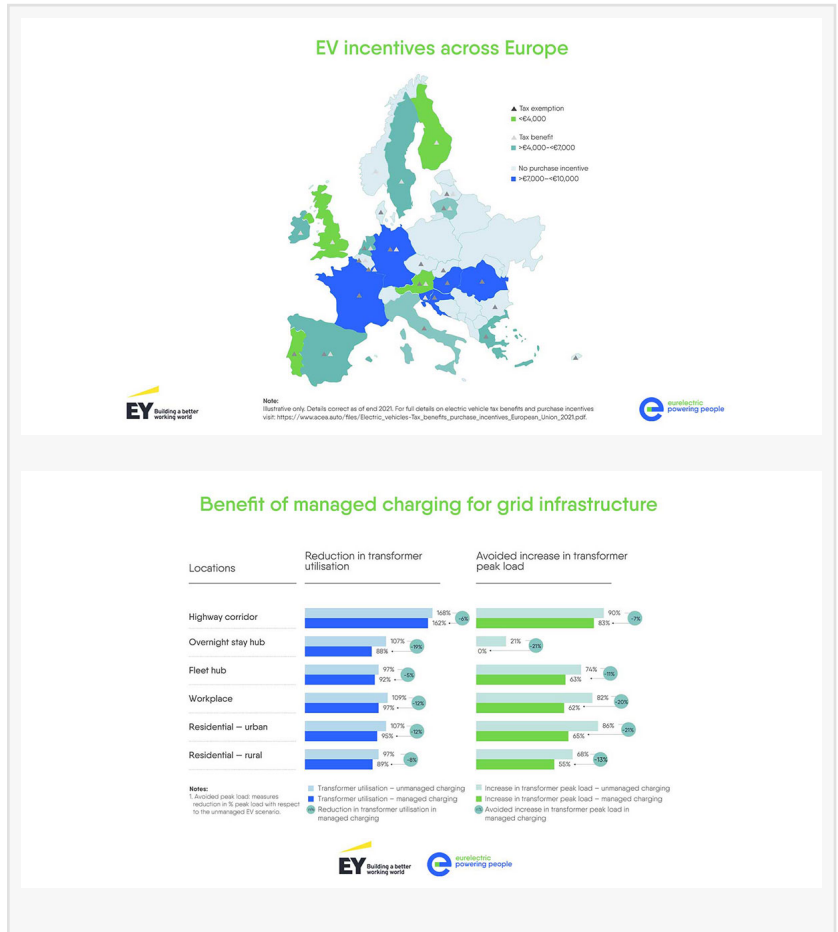 EV incentives across Europe
Tax exemption
<€4,000
Tax benefit
>€4,000–<€7,000
No purchase incentive
>€7,000–<€10,000
EY
Building a better
working world
Note:
Illustrative only. Details correct as of end 2021. For full details on electric vehicle tax benefits and purchase incentives
visit: https://www.acea.auto/files/Electric_vehicles-Tax_benefits_purchase_incentives_European_Union_2021.pdf.
eurelectric
powering people
Benefit of managed charging for grid infrastructure
Locations
Reduction in transformer
utilisation
Avoided increase in transformer
peak load
Highway corridor
168%
162%
-6%
90%
83%
-7%
Overnight stay hub
107%
88%
-19%
21%
0%
-21%
Fleet hub
97%
92%
-5%
74%
63%
-11%
Workplace
109%
97%
-12%
82%
62%
-20%
Residential – urban
107%
95%
-12%
86%
65%
-21%
Residential – rural
97%
89%
-8%
68%
55%
-13%
Notes:
1. Avoided peak load: measures
reduction in % peak load with respect
to the unmanaged EV scenario.
Transformer utilisation – unmanaged charging
Transformer utilisation – managed charging
Reduction in transformer utilisation in
managed charging
Increase in transformer peak load – unmanaged charging
Increase in transformer peak load – managed charging
Avoided increase in transformer peak load in
managed charging
EY
Building a better
working world
eurelectric
powering people